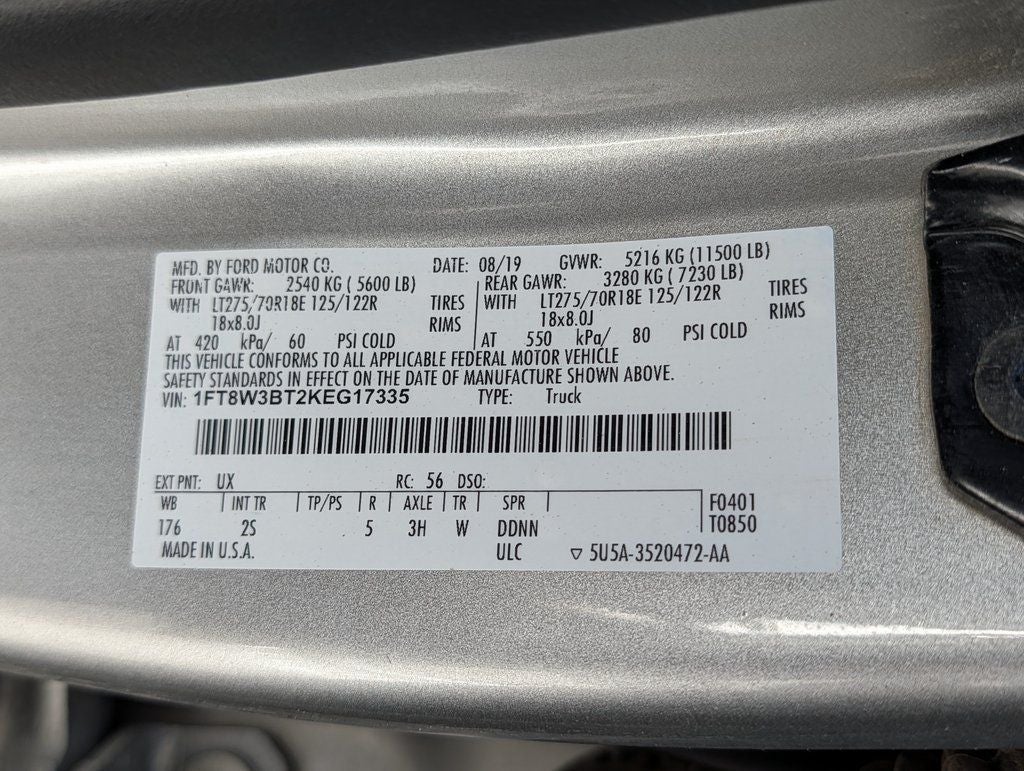 MFD. BY FORD MOTOR CO. DATE: 08/19 GVWR: 5216 KG (11500 LB)
FRONT GAWR: 2540 KG ( 5600 LB) REAR GAWR: 3280 KG ( 7230 LB)
WITH LT275/70R18E 125/122R TIRES WITH LT275/70R18E 125/122R TIRES
18x8.0J RIMS 18x8.0J RIMS
AT 420 kPa/ 60 PSI COLD AT 550 kPa/ 80 PSI COLD
THIS VEHICLE CONFORMS TO ALL APPLICABLE FEDERAL MOTOR VEHICLE
SAFETY STANDARDS IN EFFECT ON THE DATE OF MANUFACTURE SHOWN ABOVE.
VIN: 1FT8W3BT2KEG17335 TYPE: Truck
EXT PNT: UX RC: 56 DSO:
WB INT TR TP/PS R AXLE TR SPR F0401
176 2S 5 3H W DDNN T0850
MADE IN U.S.A. ULC ▽ 5U5A-3520472-AA